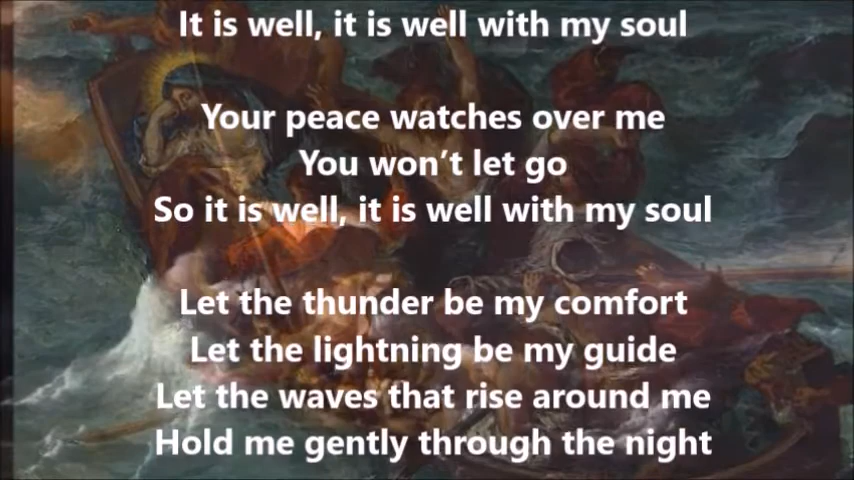 It is well, it is well with my soul
Your peace watches over me
You won't let go
So it is well, it is well with my soul
Let the thunder be my comfort
Let the lightning be my guide
Let the waves that rise around me
Hold me gently through the night